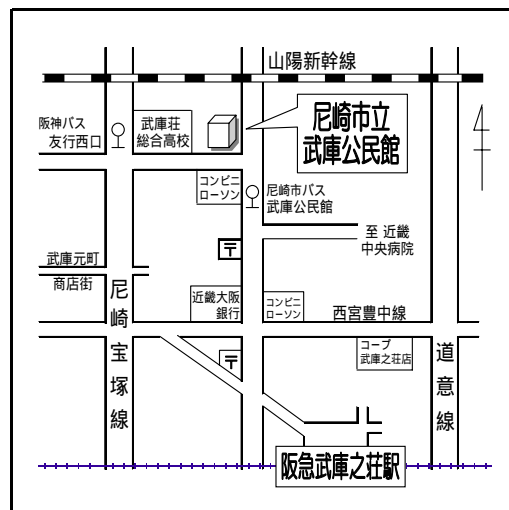 山陽新幹線
阪神バス
友行西口
武庫荘
総合高校
尼崎市立
武庫公民館
コンビニ
ローソン
尼崎市バス
武庫公民館
至 近畿
中央病院
武庫元町
商店街
〒
近畿大阪
銀行
コンビニ
ローソン
西宮豊中線
尼崎宝塚線
〒
コープ
武庫之荘店
道意線
阪急武庫之荘駅